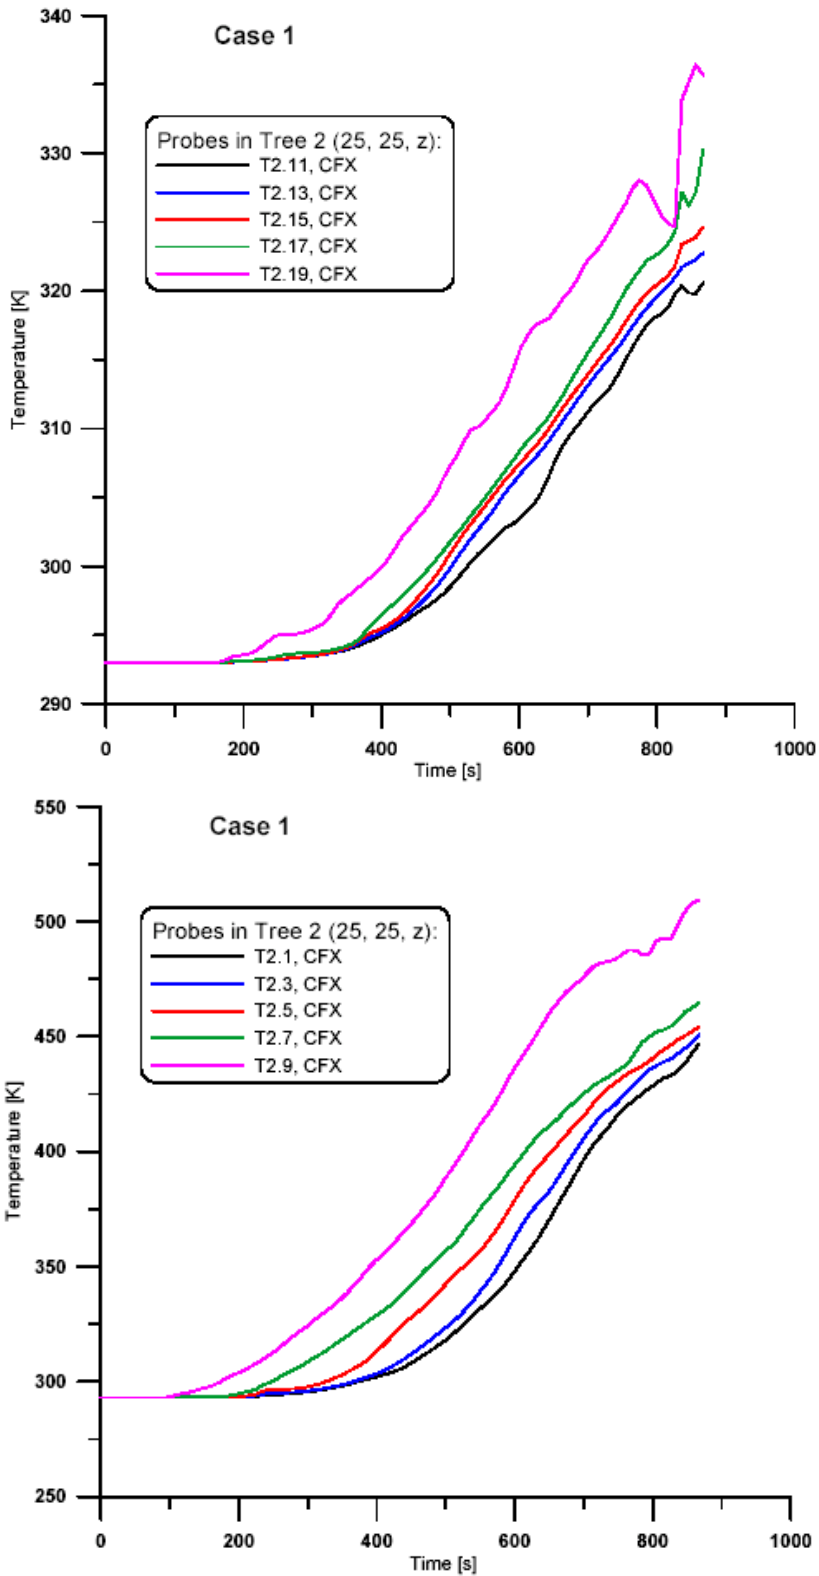 Case 1
Probes in Tree 2 (25, 25, z):
T2.11, CFX
T2.13, CFX
T2.15, CFX
T2.17, CFX
T2.19, CFX
Temperature [K]
340
330
320
310
300
290
0 200 400 600 800 1000
Time [s]
Case 1
Probes in Tree 2 (25, 25, z):
T2.1, CFX
T2.3, CFX
T2.5, CFX
T2.7, CFX
T2.9, CFX
Temperature [K]
550
500
450
400
350
300
250
0 200 400 600 800 1000
Time [s]